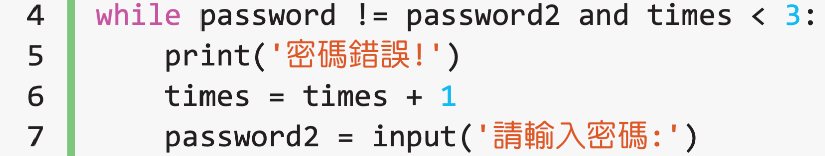 4 while password != password2 and times < 3:
5     print('密碼錯誤!')
6     times = times + 1
7     password2 = input('請輸入密碼:')